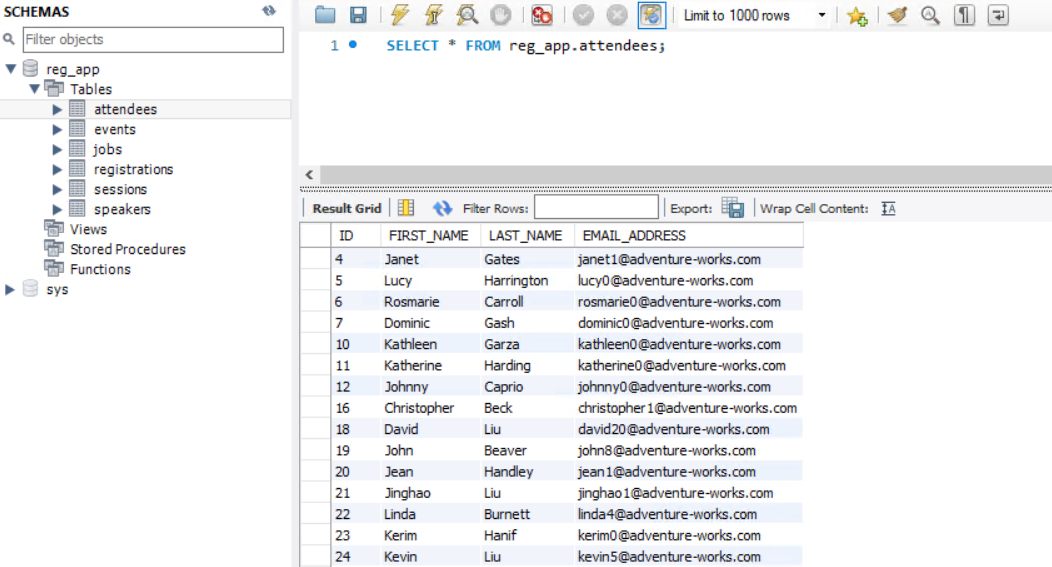 SCHEMAS
Filter objects
reg_app
Tables
attendees
events
jobs
registrations
sessions
speakers
Views
Stored Procedures
Functions
sys
Limit to 1000 rows
1 SELECT * FROM reg_app.attendees;
Result Grid Filter Rows: Export: Wrap Cell Content:
ID FIRST_NAME LAST_NAME EMAIL_ADDRESS
4 Janet Gates janet1@adventure-works.com
5 Lucy Harrington lucy0@adventure-works.com
6 Rosmarie Carroll rosmarie0@adventure-works.com
7 Dominic Gash dominic0@adventure-works.com
10 Kathleen Garza kathleen0@adventure-works.com
11 Katherine Harding katherine0@adventure-works.com
12 Johnny Caprio johnny0@adventure-works.com
16 Christopher Beck christopher1@adventure-works.com
18 David Liu david20@adventure-works.com
19 John Beaver john8@adventure-works.com
20 Jean Handley jean1@adventure-works.com
21 Jinghao Liu jinghao1@adventure-works.com
22 Linda Burnett linda4@adventure-works.com
23 Kerim Hanif kerim0@adventure-works.com
24 Kevin Liu kevin5@adventure-works.com